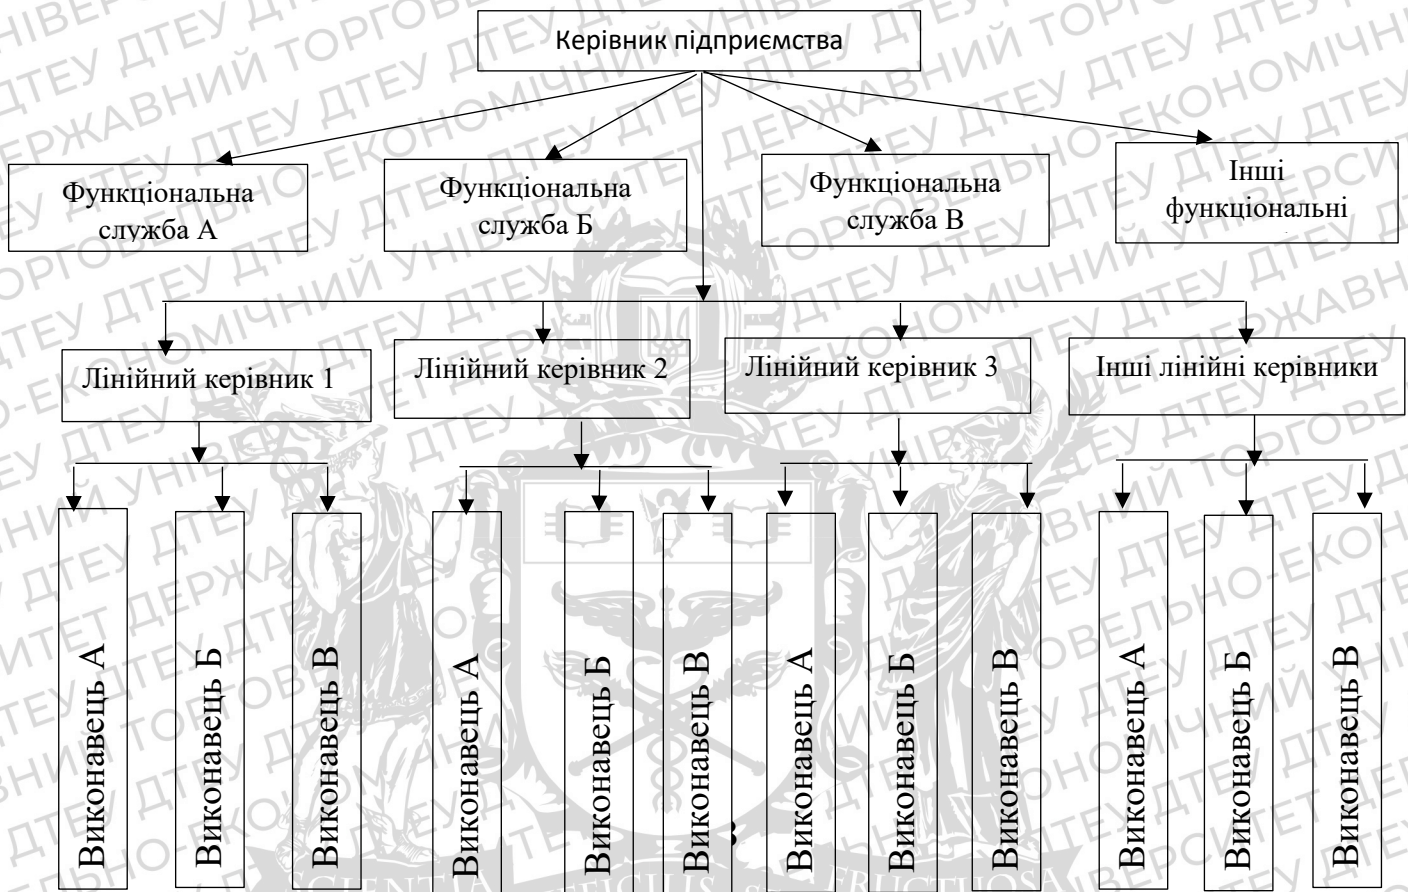 Керівник підприємства
Функціональна
служба А
Функціональна
служба Б
Функціональна
служба В
Інші
функціональні
Лінійний керівник 1
Лінійний керівник 2
Лінійний керівник 3
Інші лінійні керівники
Виконавець А
Виконавець Б
Виконавець В
Виконавець А
Виконавець Б
Виконавець В
Виконавець А
Виконавець Б
Виконавець В
Виконавець А
Виконавець Б
Виконавець В